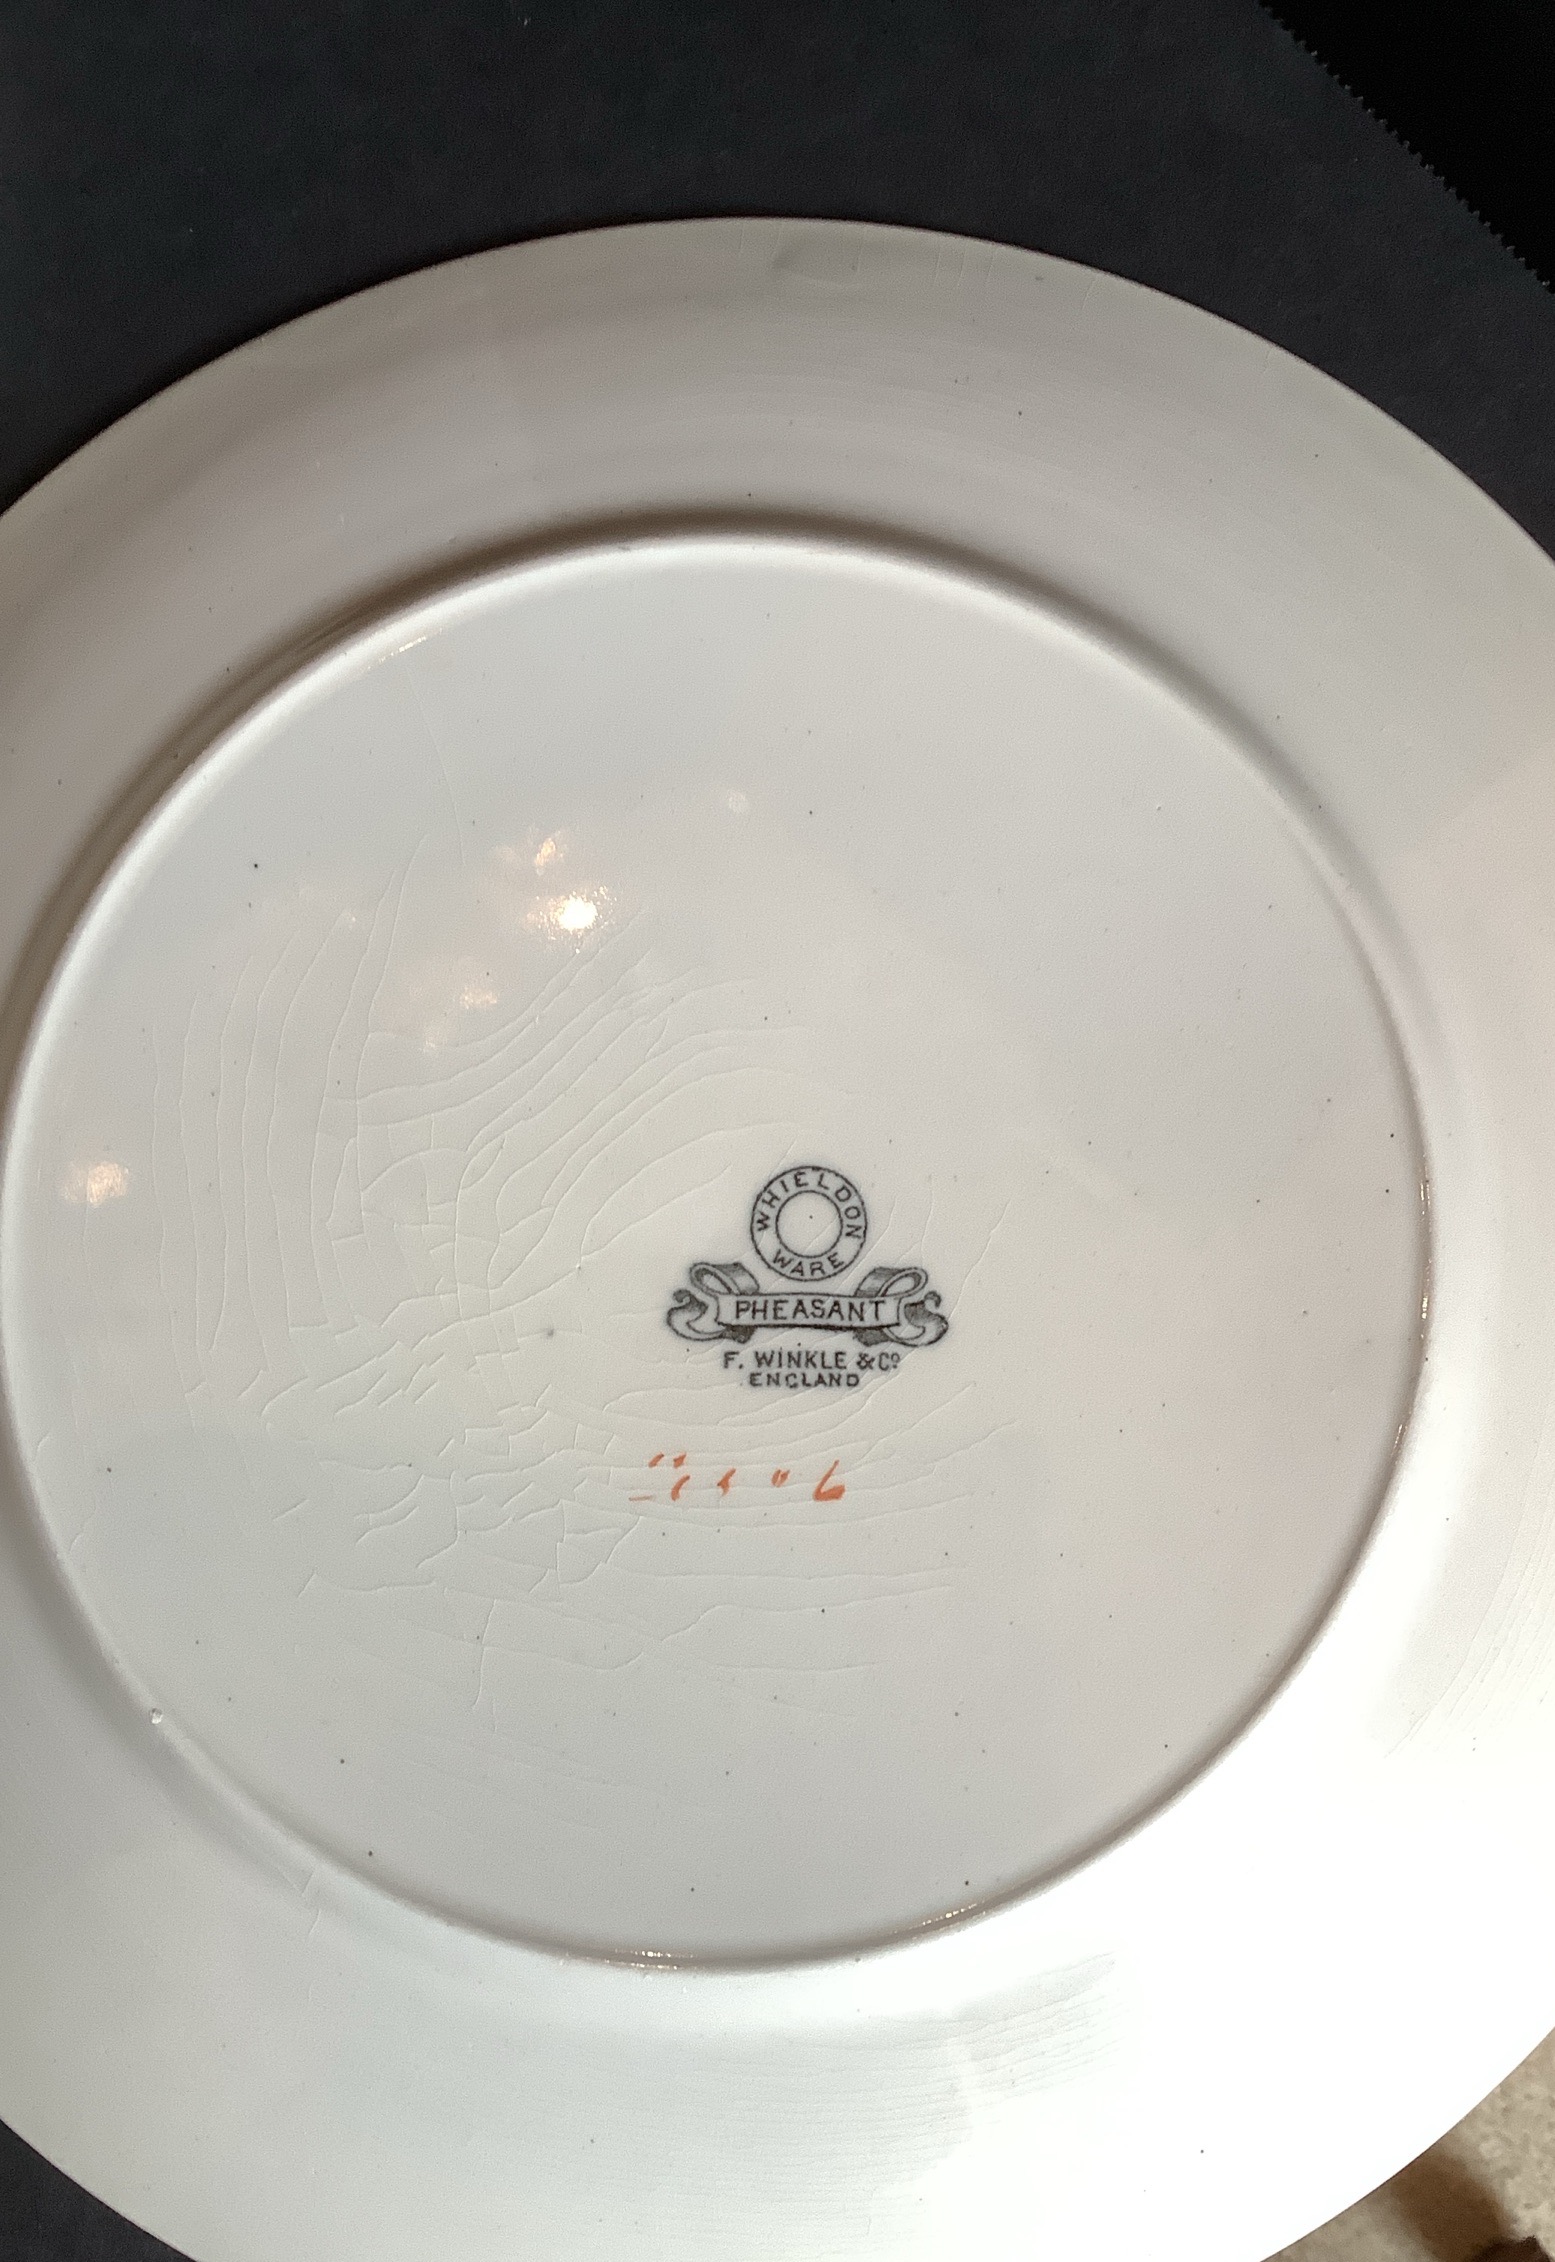 WHIELDON
WARE
PHEASANT
F. WINKLE & Cº
ENGLAND